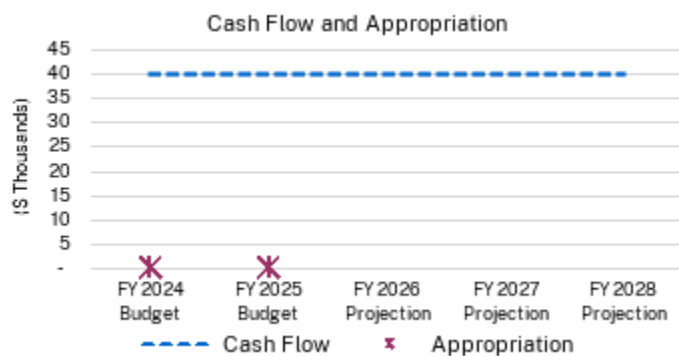 Cash Flow and Appropriation
45
40
35
30
25
20
15
10
5
-
($ Thousands)
FY 2024 FY 2025 FY 2026 FY 2027 FY 2028
Budget Budget Projection Projection Projection
Cash Flow Appropriation